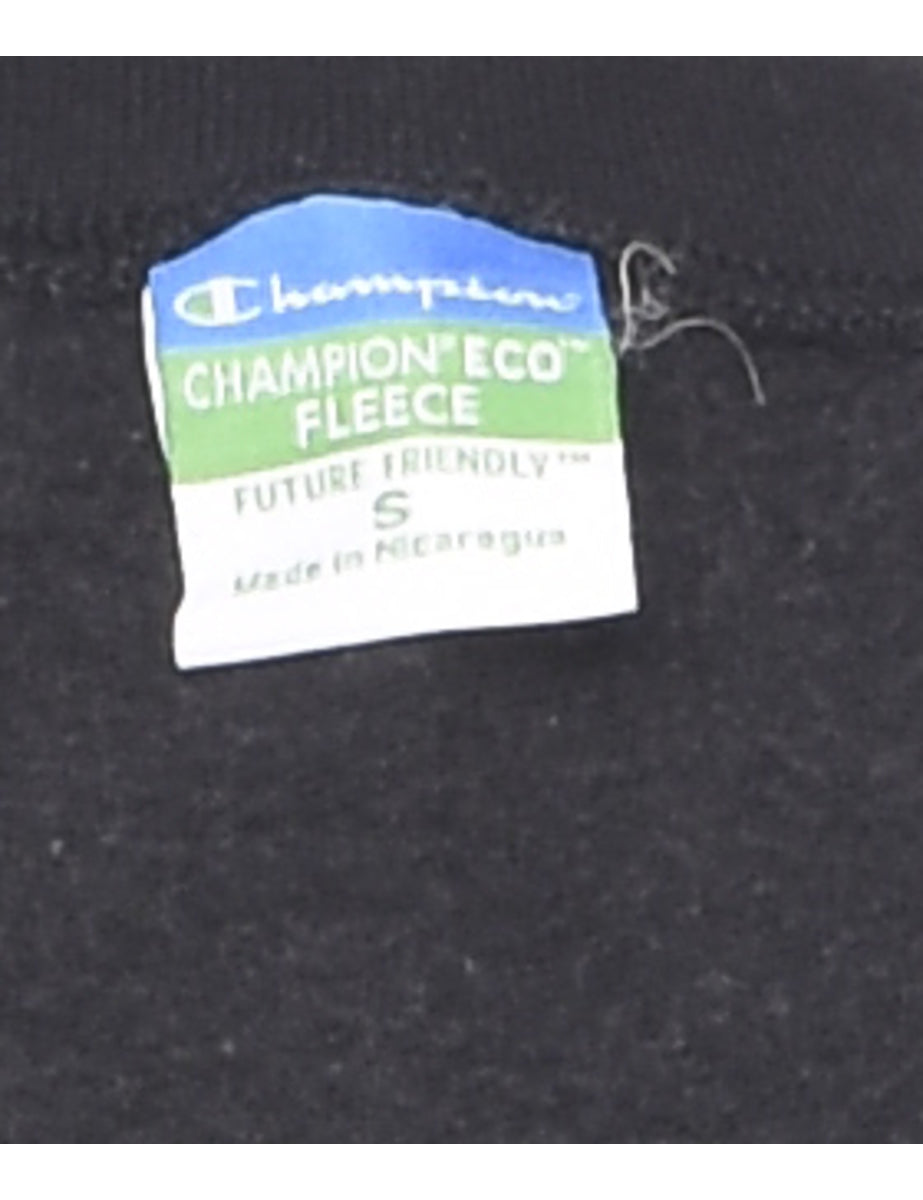 Champion
CHAMPION® ECO™
FLEECE
FUTURE FRIENDLY™
S
Made in Nicaragua